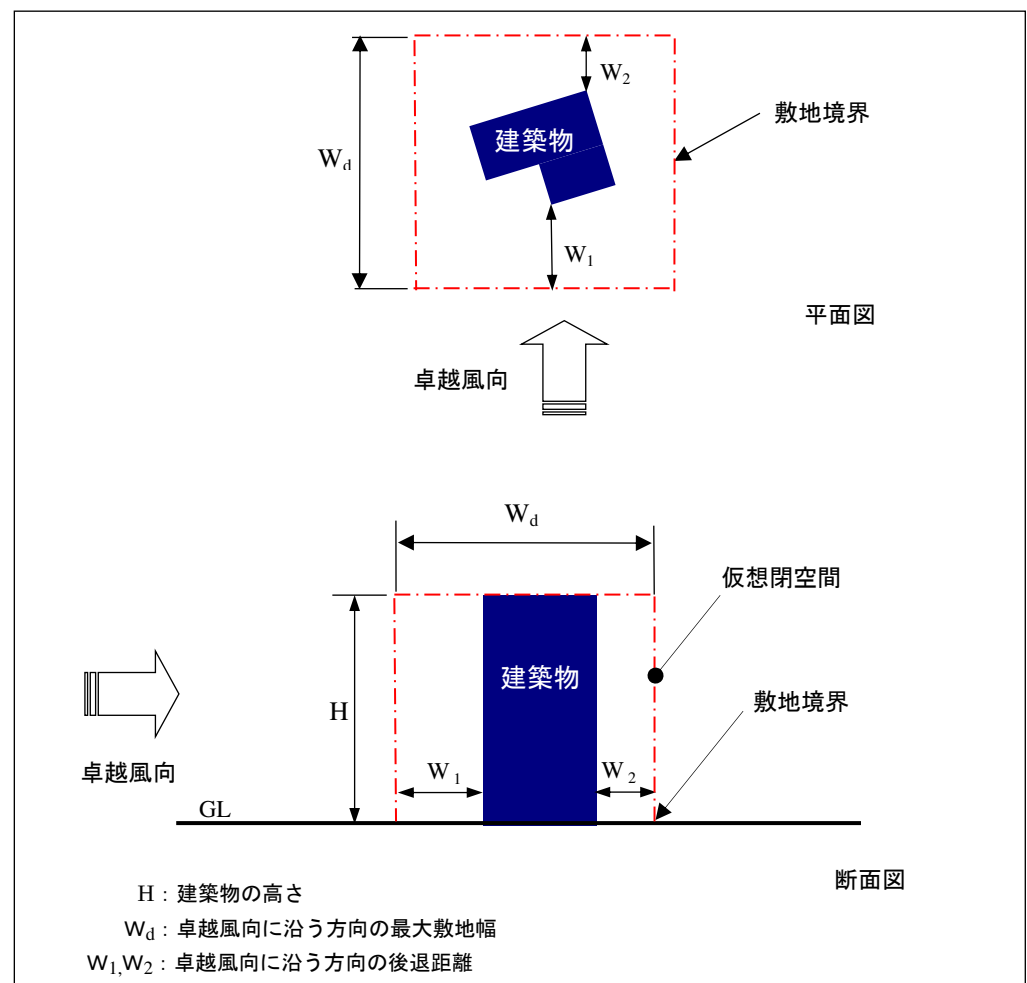 W2
敷地境界
建築物
Wd
W1
平面図
卓越風向
Wd
仮想閉空間
建築物
敷地境界
H
卓越風向
W1
W2
GL
断面図
H：建築物の高さ
Wd：卓越風向に沿う方向の最大敷地幅
W1,W2：卓越風向に沿う方向の後退距離